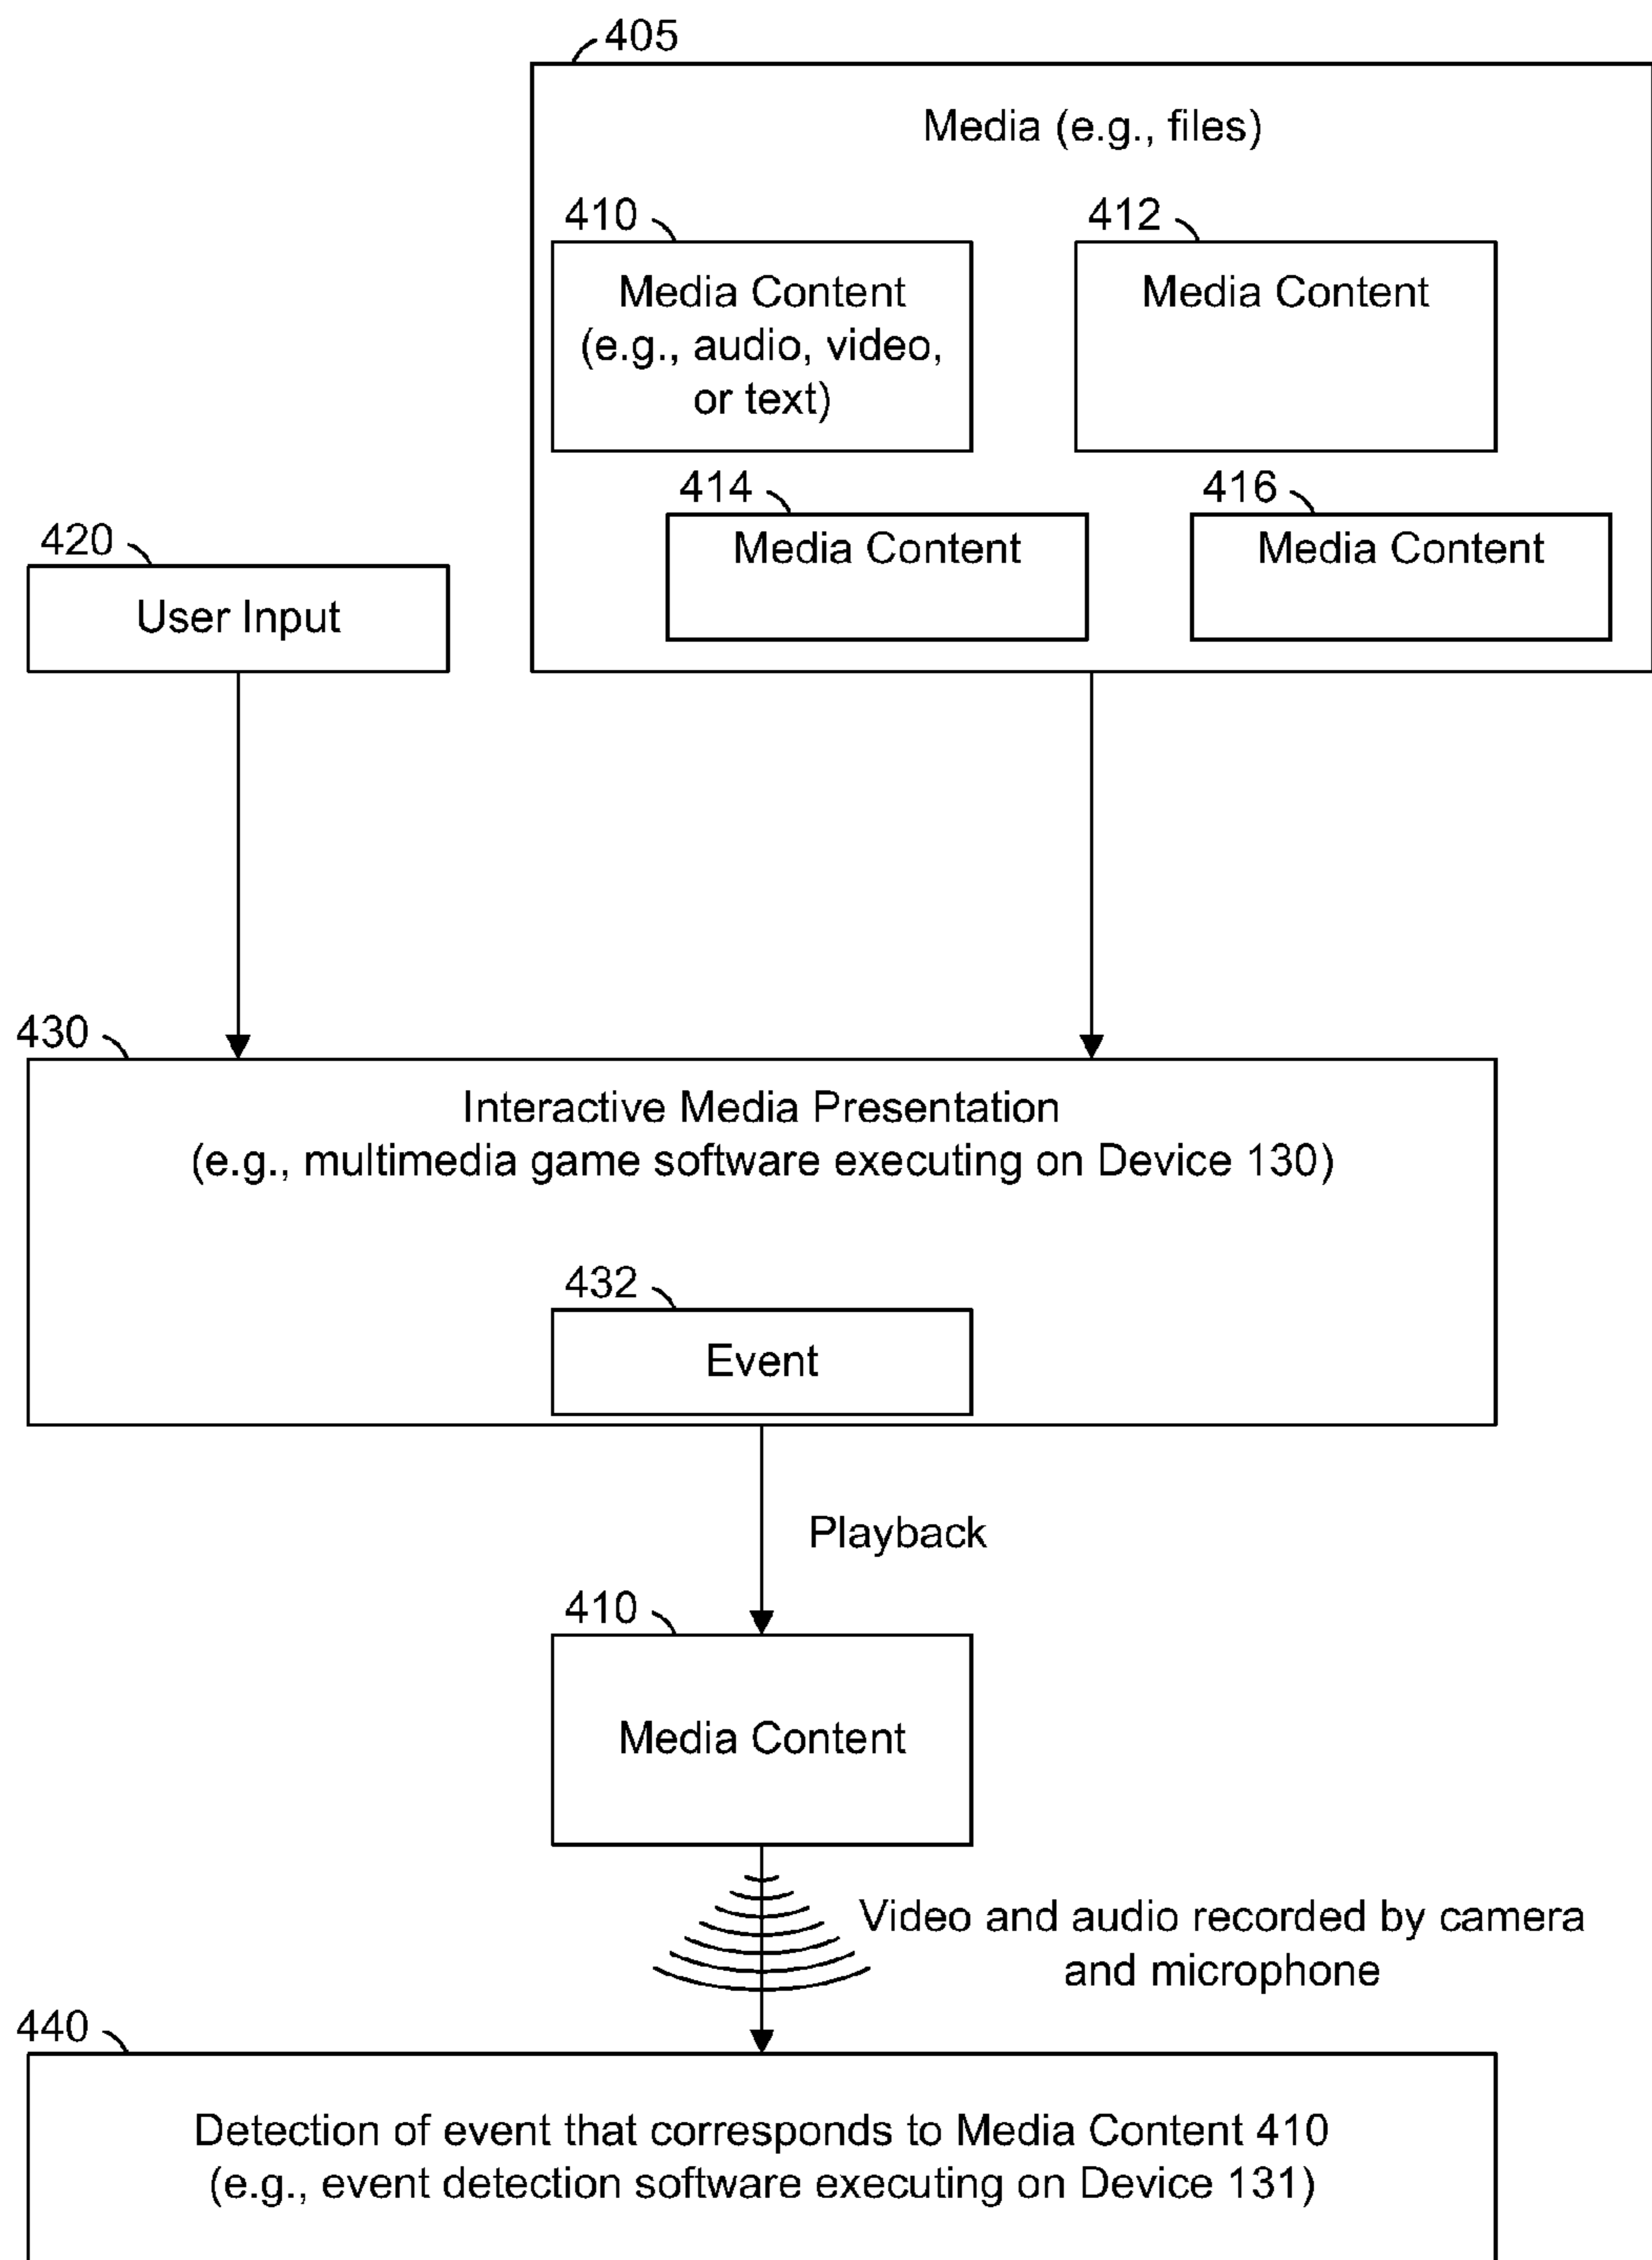 405
Media (e.g., files)
410
412
Media Content
(e.g., audio, video,
or text)
Media Content
414
416
Media Content
Media Content
420
User Input
430
Interactive Media Presentation
(e.g., multimedia game software executing on Device 130)
432
Event
Playback
410
Media Content
Video and audio recorded by camera
and microphone
440
Detection of event that corresponds to Media Content 410
(e.g., event detection software executing on Device 131)